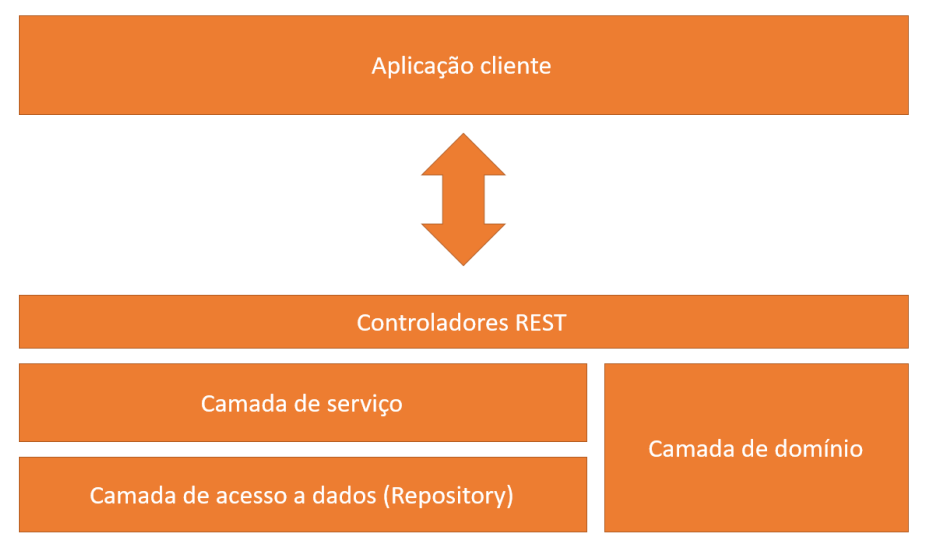 Aplicação cliente
Controladores REST
Camada de serviço
Camada de domínio
Camada de acesso a dados (Repository)